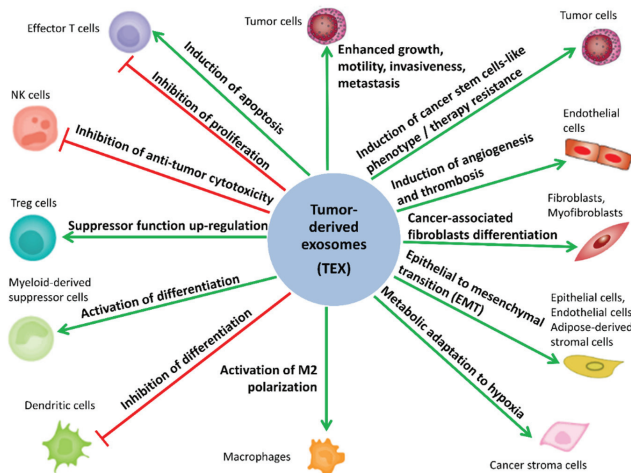 Effector T cells
Tumor cells
Tumor cells
Enhanced growth,
motility, invasiveness,
metastasis
Induction of apoptosis
Inhibition of proliferation
NK cells
Inhibition of anti-tumor cytotoxicity
Induction of cancer stem cells-like
phenotype / therapy resistance
Endothelial
cells
Induction of angiogenesis
and thrombosis
Treg cells
Suppressor function up-regulation
Tumor-
derived
exosomes
(TEX)
Cancer-associated
fibroblasts differentiation
Fibroblasts,
Myofibroblasts
Myeloid-derived
suppressor cells
Activation of differentiation
Epithelial to mesenchymal
transition (EMT)
Epithelial cells,
Endothelial cells
Adipose-derived
stromal cells
Inhibition of differentiation
Metabolic adaptation to
hypoxia
Activation of M2
polarization
Dendritic cells
Macrophages
Cancer stroma cells